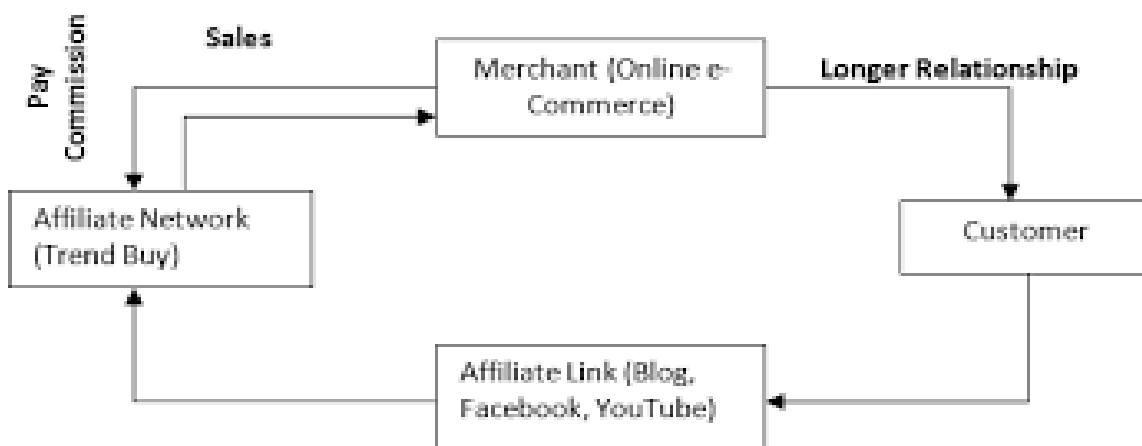 Pay
Commission
Sales
Merchant (Online e-
Commerce)
Longer Relationship
Affiliate Network
(Trend Buy)
Customer
Affiliate Link (Blog,
Facebook, YouTube)